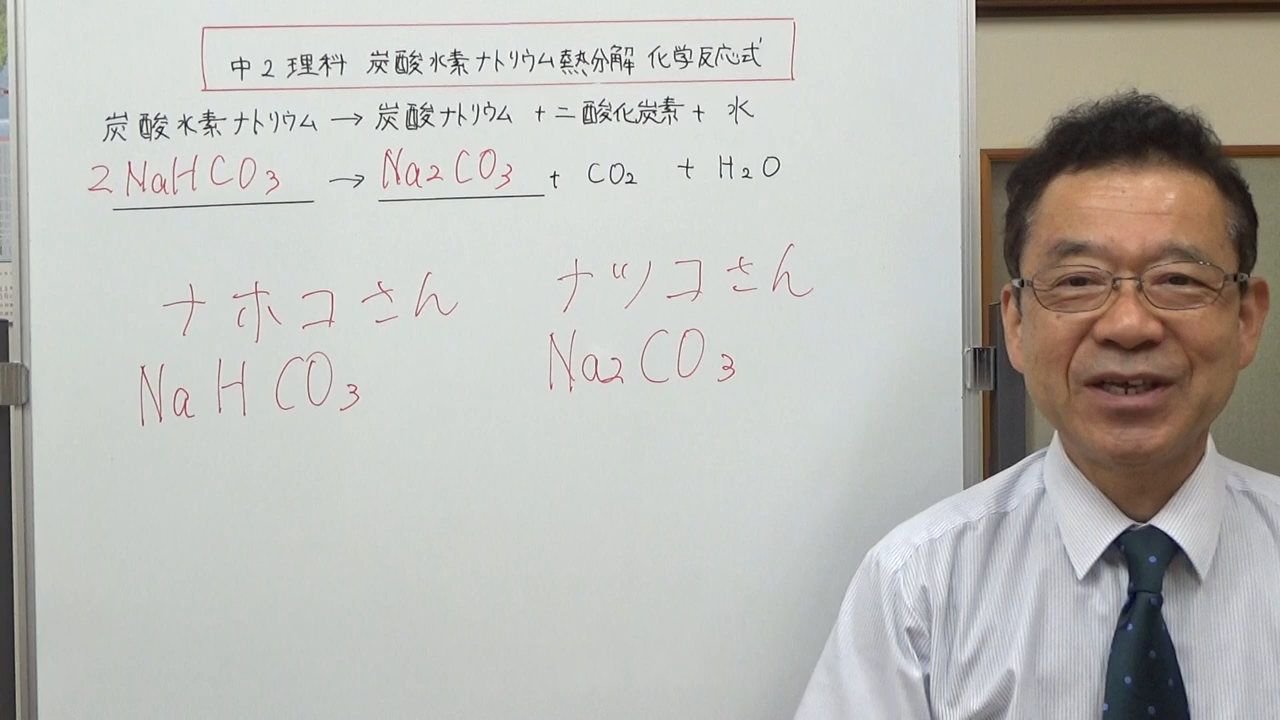 中2理科 炭酸水素ナトリウム熱分解 化学反応式
炭酸水素ナトリウム → 炭酸ナトリウム + 二酸化炭素 + 水
2NaHCO3 → Na2CO3 + CO2 + H2O
ナホコさん ナツコさん
NaHCO3 Na2CO3